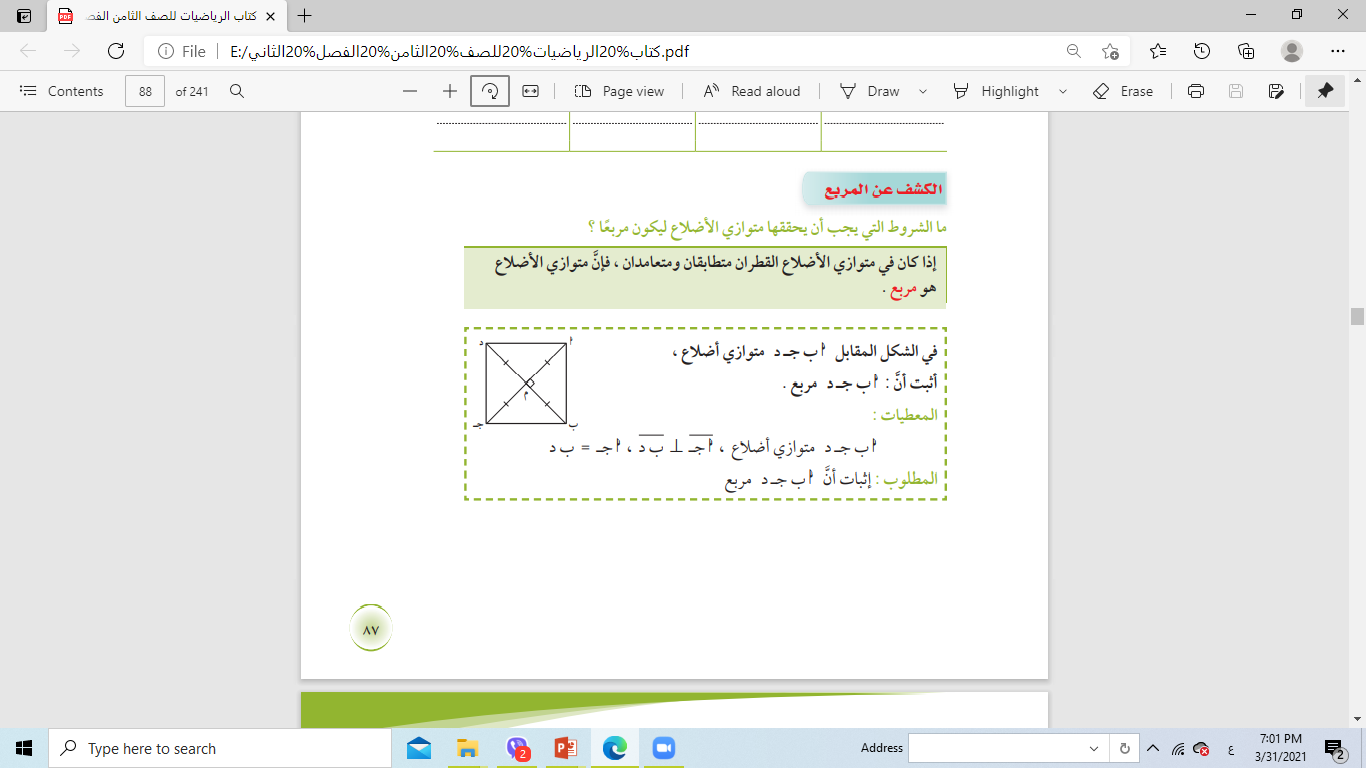 كتاب الرياضيات للصف الثامن الفص
File
E:/كتاب%20الرياضيات%20للصف%20الثامن%20الفصل%20الثاني.pdf
Contents
88
of 241
Page view
Read aloud
Draw
Highlight
Erase
الكشف عن المربع
ما الشروط التي يجب أن يحققها متوازي الأضلاع ليكون مربعًا ؟
إذا كان في متوازي الأضلاع القطران متطابقان ومتعامدان ، فإنَّ متوازي الأضلاع
هو مربع .
في الشكل المقابل ا ب جـ د متوازي أضلاع ،
أثبت أنَّ : ا ب جـ د مربع .
المعطيات :
ا ب جـ د متوازي أضلاع ، ا جـ ⊥ ب د ، ا جـ = ب د
المطلوب : إثبات أنَّ ا ب جـ د مربع
ا
د
م
ب
جـ
٨٧
Type here to search
2
Address
ع
7:01 PM
3/31/2021
2